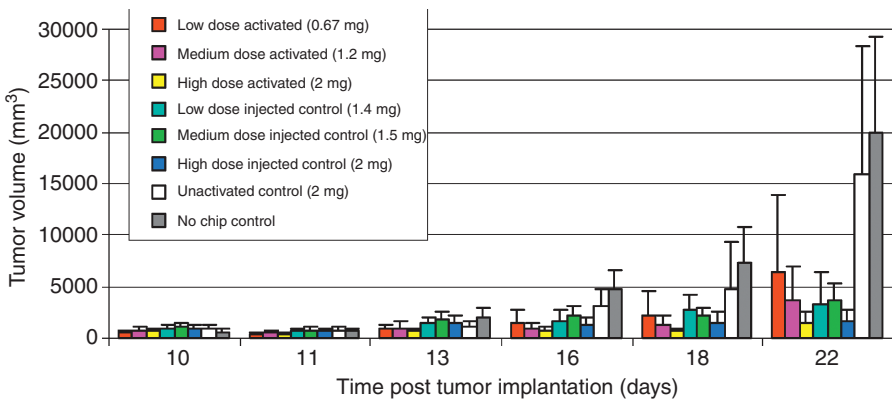 30000
25000
20000
15000
10000
5000
0
Tumor volume (mm³)
Low dose activated (0.67 mg)
Medium dose activated (1.2 mg)
High dose activated (2 mg)
Low dose injected control (1.4 mg)
Medium dose injected control (1.5 mg)
High dose injected control (2 mg)
Unactivated control (2 mg)
No chip control
10 11 13 16 18 22
Time post tumor implantation (days)